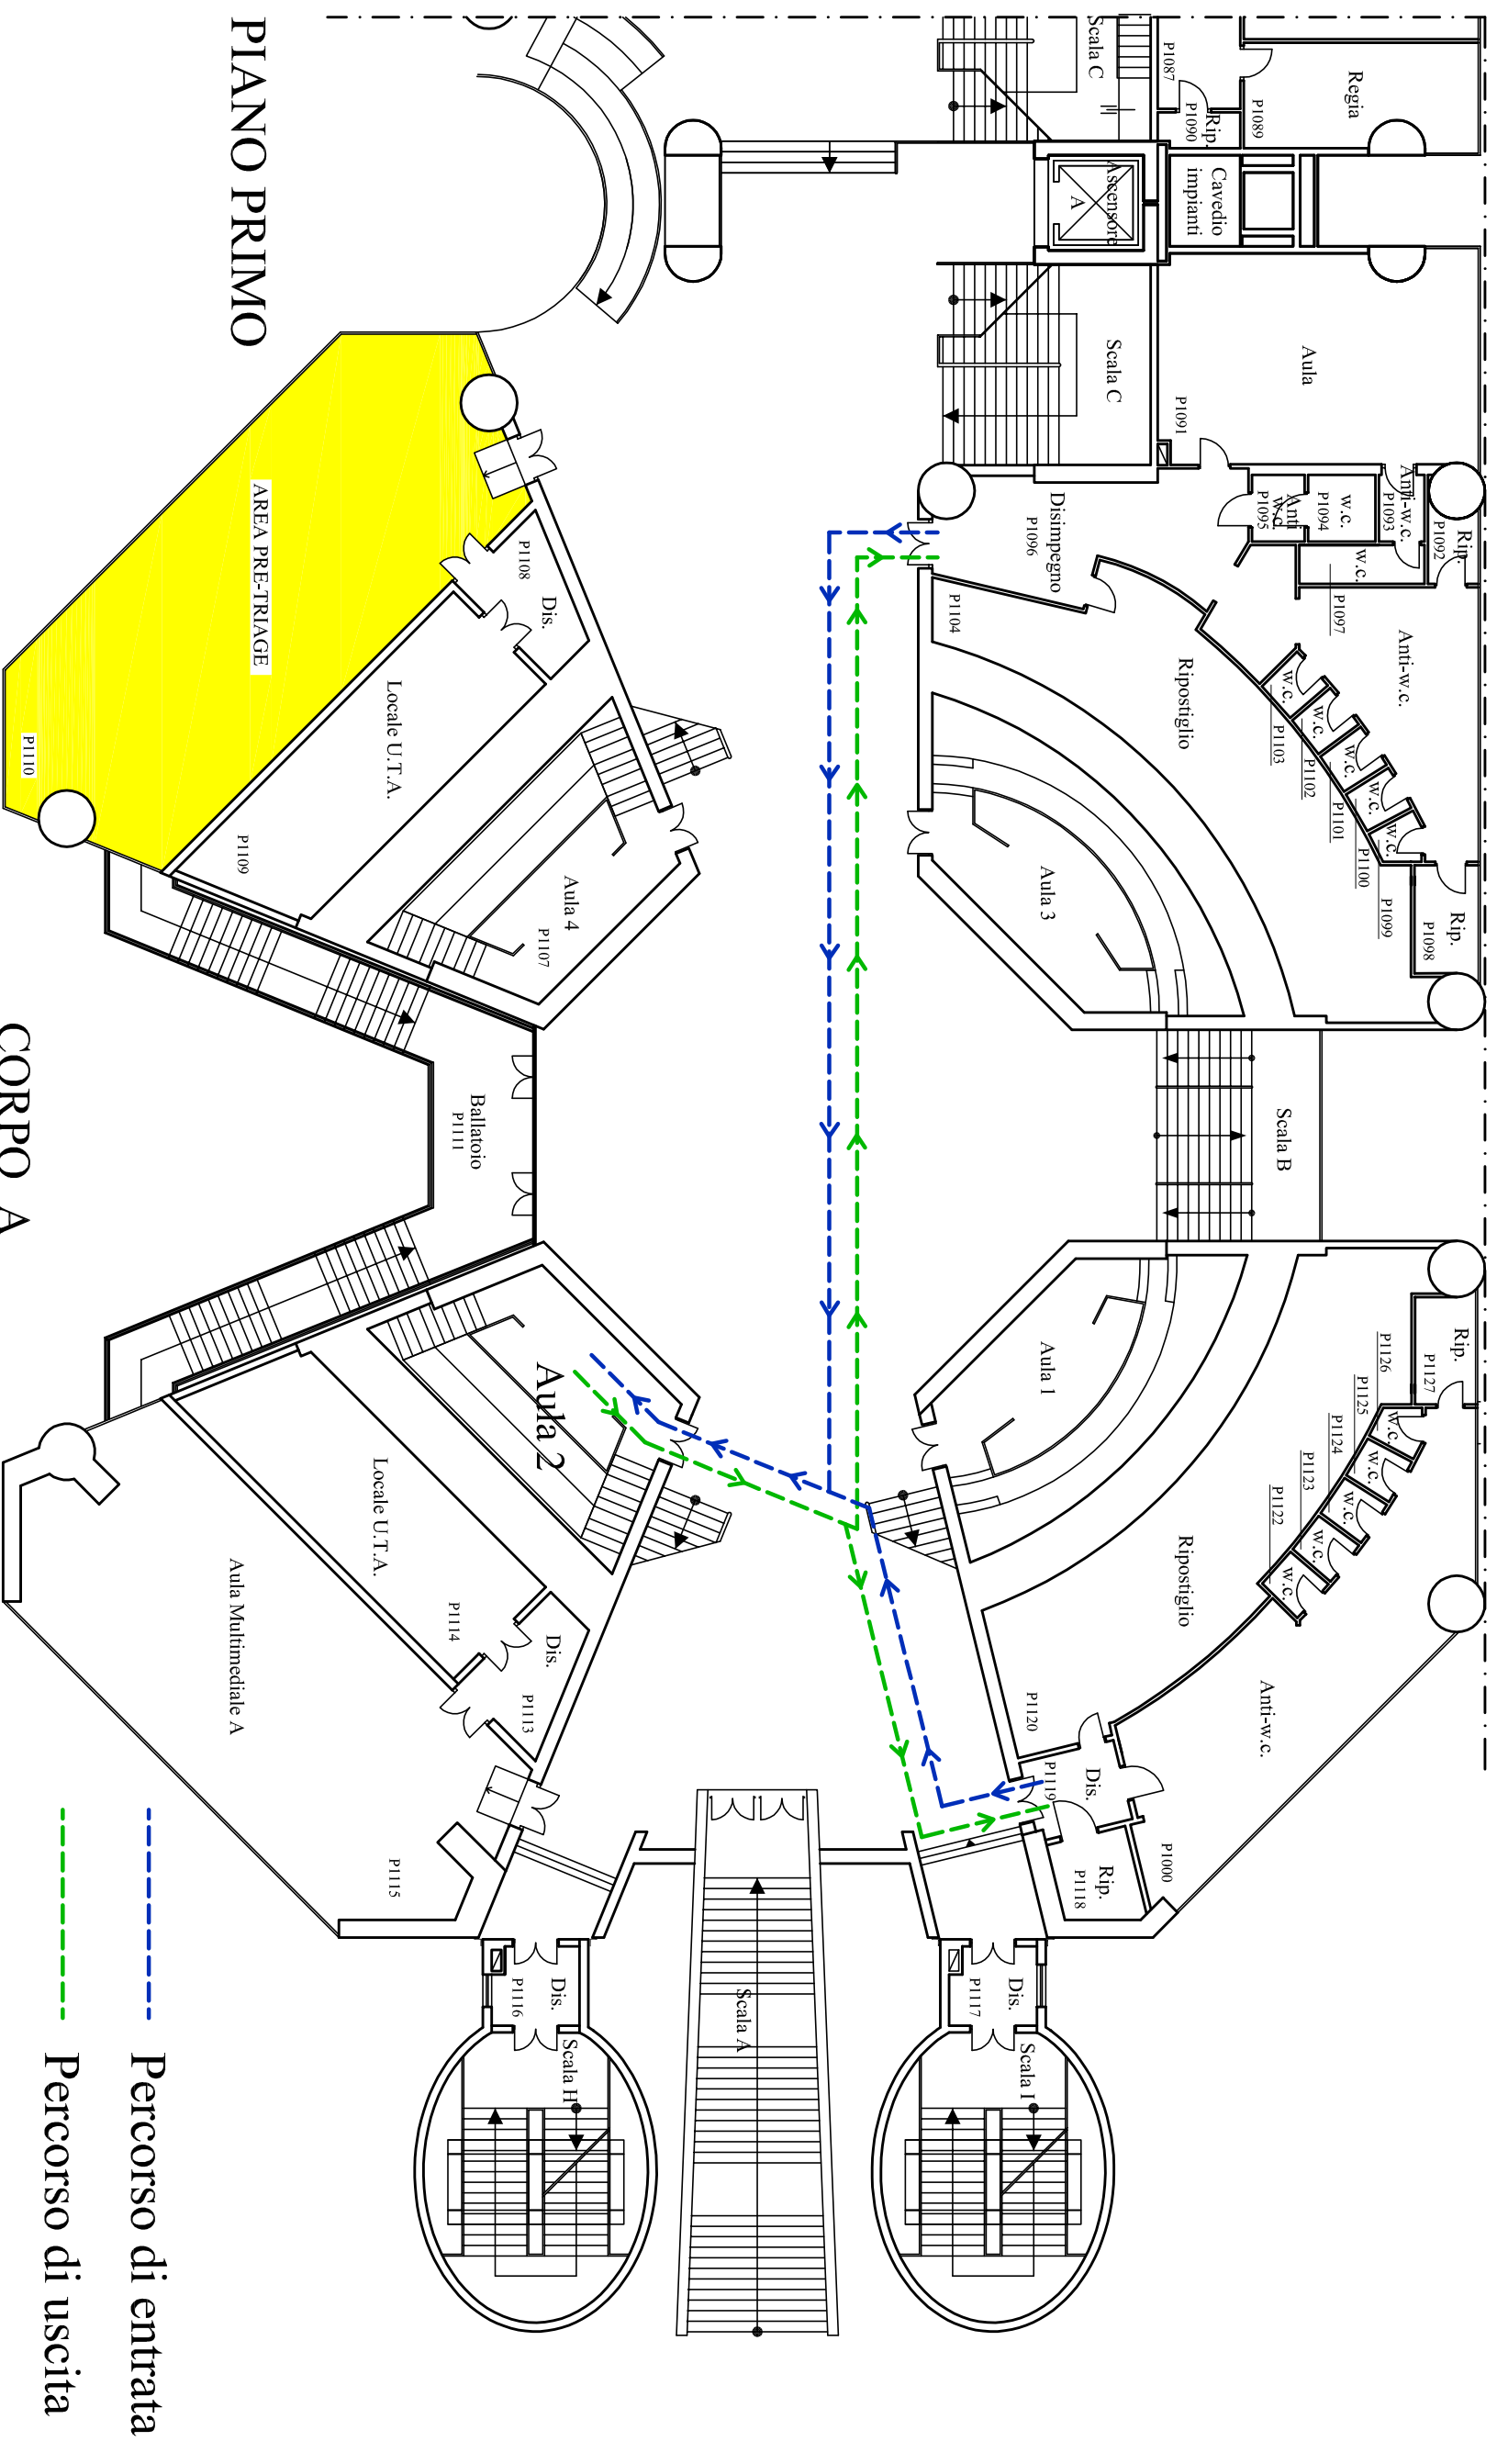 PIANO PRIMO
CORPO A
AREA PRE-TRIAGE
P1110
Scala C
P1087
Rip.
P1090
P1089
Regia
Ascensore
A
Cavedio
impianti
Scala C
Aula
P1091
Disimpegno
P1096
Anti
w.c.
P1095
w.c.
P1094
Anti-w.c.
P1093
Rip.
P1092
w.c.
P1097
Anti-w.c.
P1104
Ripostiglio
w.c.
P1103
w.c.
P1102
w.c.
P1101
w.c.
P1100
w.c.
P1099
Rip.
P1098
Aula 3
P1108
Dis.
Locale U.T.A.
P1109
Aula 4
P1107
Ballatoio
P1111
Scala B
Aula 1
Rip.
P1127
P1126
w.c.
P1125
w.c.
P1124
w.c.
P1123
w.c.
P1122
w.c.
Ripostiglio
Anti-w.c.
P1120
P1119
Dis.
P1000
Rip.
P1118
Aula 2
Locale U.T.A.
P1114
Dis.
P1113
Aula Multimediale A
P1115
Dis.
P1116
Scala H
Scala A
Dis.
P1117
Scala I
Percorso di entrata
Percorso di uscita